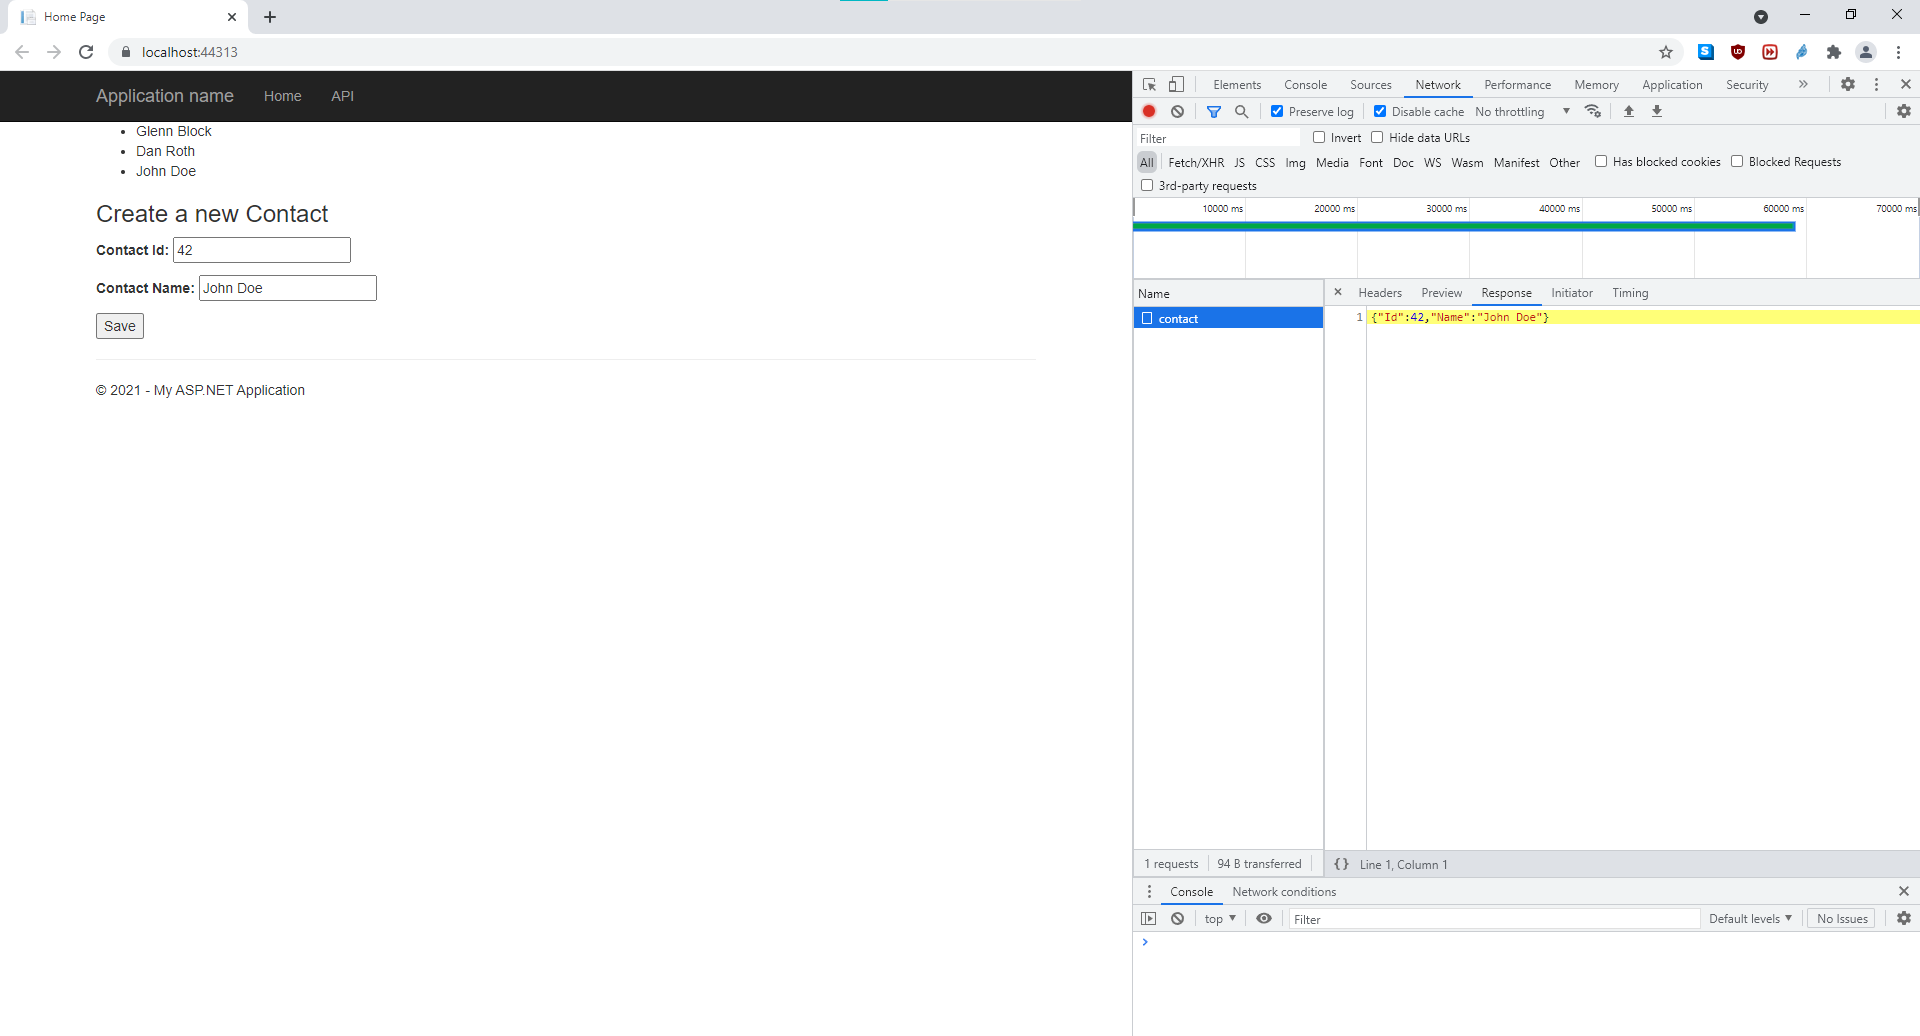 Home Page
localhost:44313
Application name Home API
Glenn Block
Dan Roth
John Doe
Create a new Contact
Contact Id: 42
Contact Name: John Doe
Save
© 2021 - My ASP.NET Application
Elements Console Sources Network Performance Memory Application Security
Preserve log Disable cache No throttling
Filter Invert Hide data URLs
All Fetch/XHR JS CSS Img Media Font Doc WS Wasm Manifest Other Has blocked cookies Blocked Requests
3rd-party requests
10000 ms 20000 ms 30000 ms 40000 ms 50000 ms 60000 ms 70000 ms
Name
contact
Headers Preview Response Initiator Timing
1 {"Id":42,"Name":"John Doe"}
1 requests 94 B transferred
{} Line 1, Column 1
Console Network conditions
top Filter Default levels No Issues